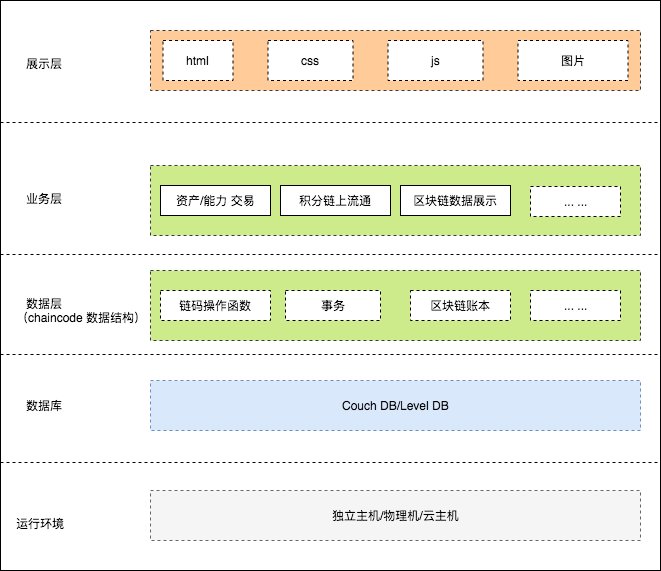 展示层
html
css
js
图片
业务层
资产/能力 交易
积分链上流通
区块链数据展示
... ...
数据层
（chaincode 数据结构）
链码操作函数
事务
区块链账本
... ...
数据库
Couch DB/Level DB
运行环境
独立主机/物理机/云主机